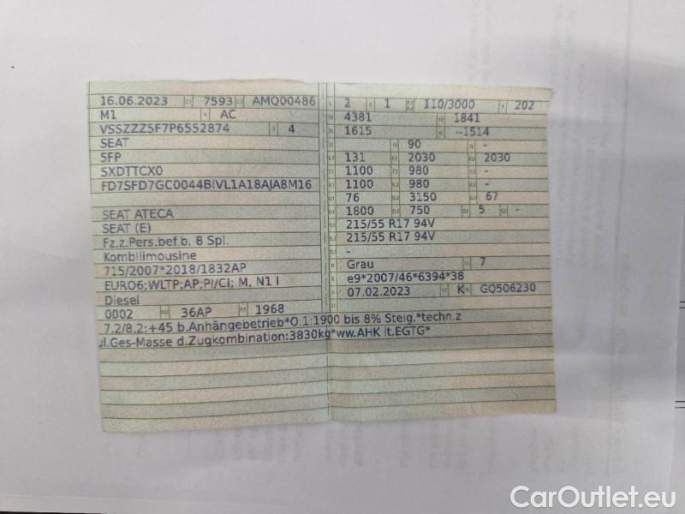 16.06.2023 7593 AMQ00486
M1 AC
VSSZZZ5F7P6552874 4
SEAT
5FP
SXDTTCX0
FD7SFD7GC0044BIVL1A18AJA8M16
SEAT ATECA
SEAT (E)
Fz.z.Pers.bef.b. 8 Spl.
Kombilimousine
715/2007*2018/1832AP
EURO6;WLTP;AP;PI/CI; M, N1 I
Diesel
0002 36AP 1968
2 1 110/3000 202
4381 1841
1615 --1514
90 -
131 2030 2030
1100 980 -
1100 980 -
76 3150 67
1800 750 5 -
215/55 R17 94V
215/55 R17 94V
-
Grau 7
e9*2007/46*6394*38
07.02.2023 K GQ506230
7.2/8.2:+45 b.Anhängebetrieb*O.1:1900 bis 8% Steig.*techn.z
ul.Ges-Masse d.Zugkombination:3830kg*ww.AHK lt.EGTG*
CarOutlet.eu